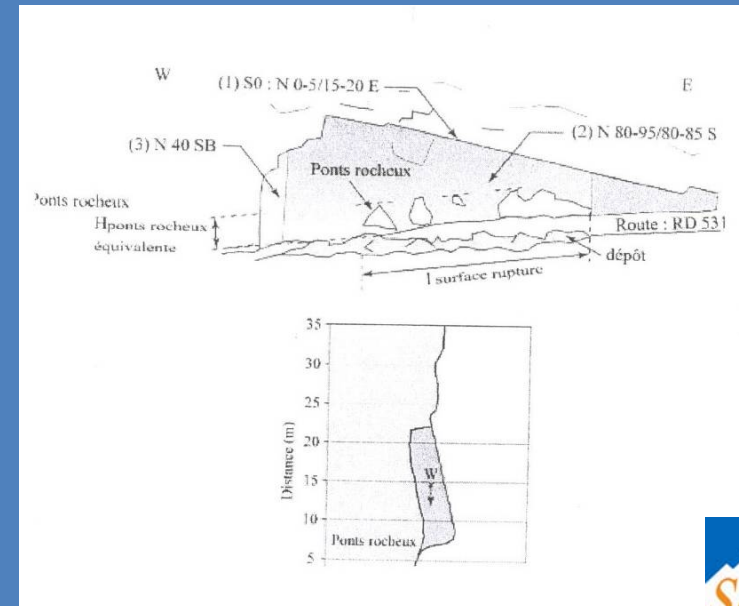 W
E
(1) S0 : N 0-5/15-20 E
(2) N 80-95/80-85 S
(3) N 40 SB
Ponts rocheux
Ponts rocheux
Hponts rocheux
équivalente
Route : RD 531
dépôt
l surface rupture
35
30
25
20
15
10
5
Distance (m)
W
Ponts rocheux
S